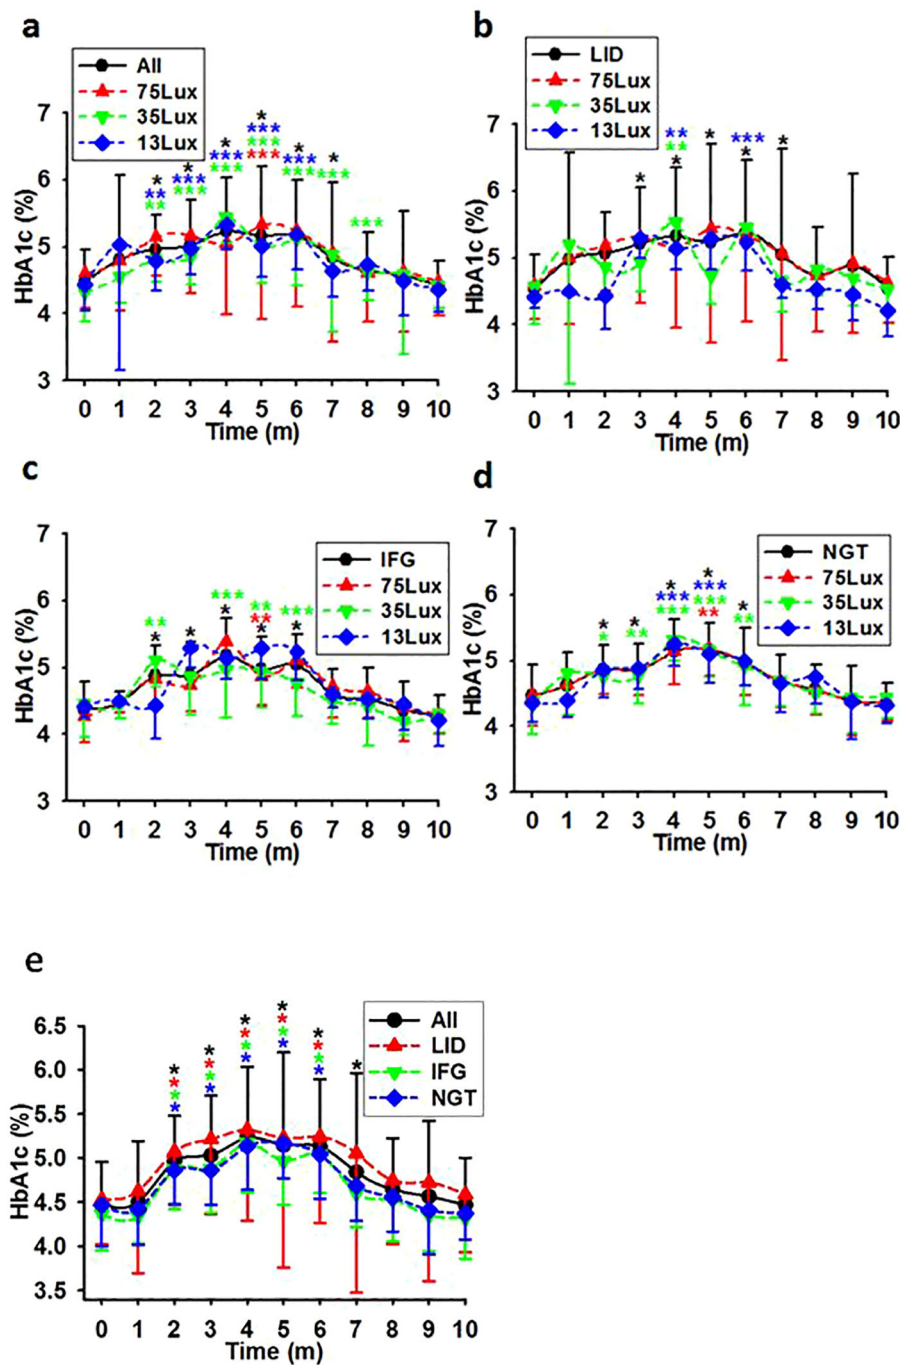 a
All
75Lux
35Lux
13Lux
7
6
5
4
3
HbA1c (%)
* * * * * *
** *** *** *** ***
** *** *** *** *** *** ***
***
0 1 2 3 4 5 6 7 8 9 10
Time (m)
b
LID
75Lux
35Lux
13Lux
7
6
5
4
3
HbA1c (%)
** * *** *
**
* * *
0 1 2 3 4 5 6 7 8 9 10
Time (m)
c
IFG
75Lux
35Lux
13Lux
7
6
5
4
3
HbA1c (%)
** *** ** ***
**
* * * * *
0 1 2 3 4 5 6 7 8 9 10
Time (m)
d
NGT
75Lux
35Lux
13Lux
7
6
5
4
3
HbA1c (%)
* * * * *
*** ***
* ** *** *** **
**
0 1 2 3 4 5 6 7 8 9 10
Time (m)
e
All
LID
IFG
NGT
6.5
6.0
5.5
5.0
4.5
4.0
3.5
HbA1c (%)
* * * * * *
* * * * *
* * * * *
* * * * *
0 1 2 3 4 5 6 7 8 9 10
Time (m)